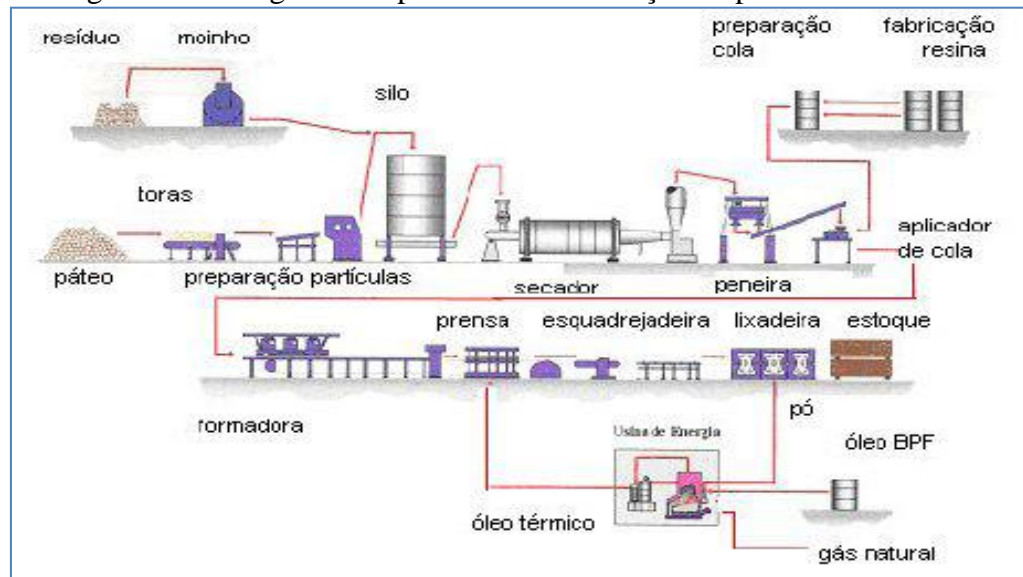 resíduo
moinho
preparação
cola
fabricação
resina
silo
toras
aplicador
de cola
páteo
preparação partículas
secador
peneira
prensa
esquadrejadeira
lixadeira
estoque
formadora
pó
Usina de Energia
óleo BPF
óleo térmico
gás natural